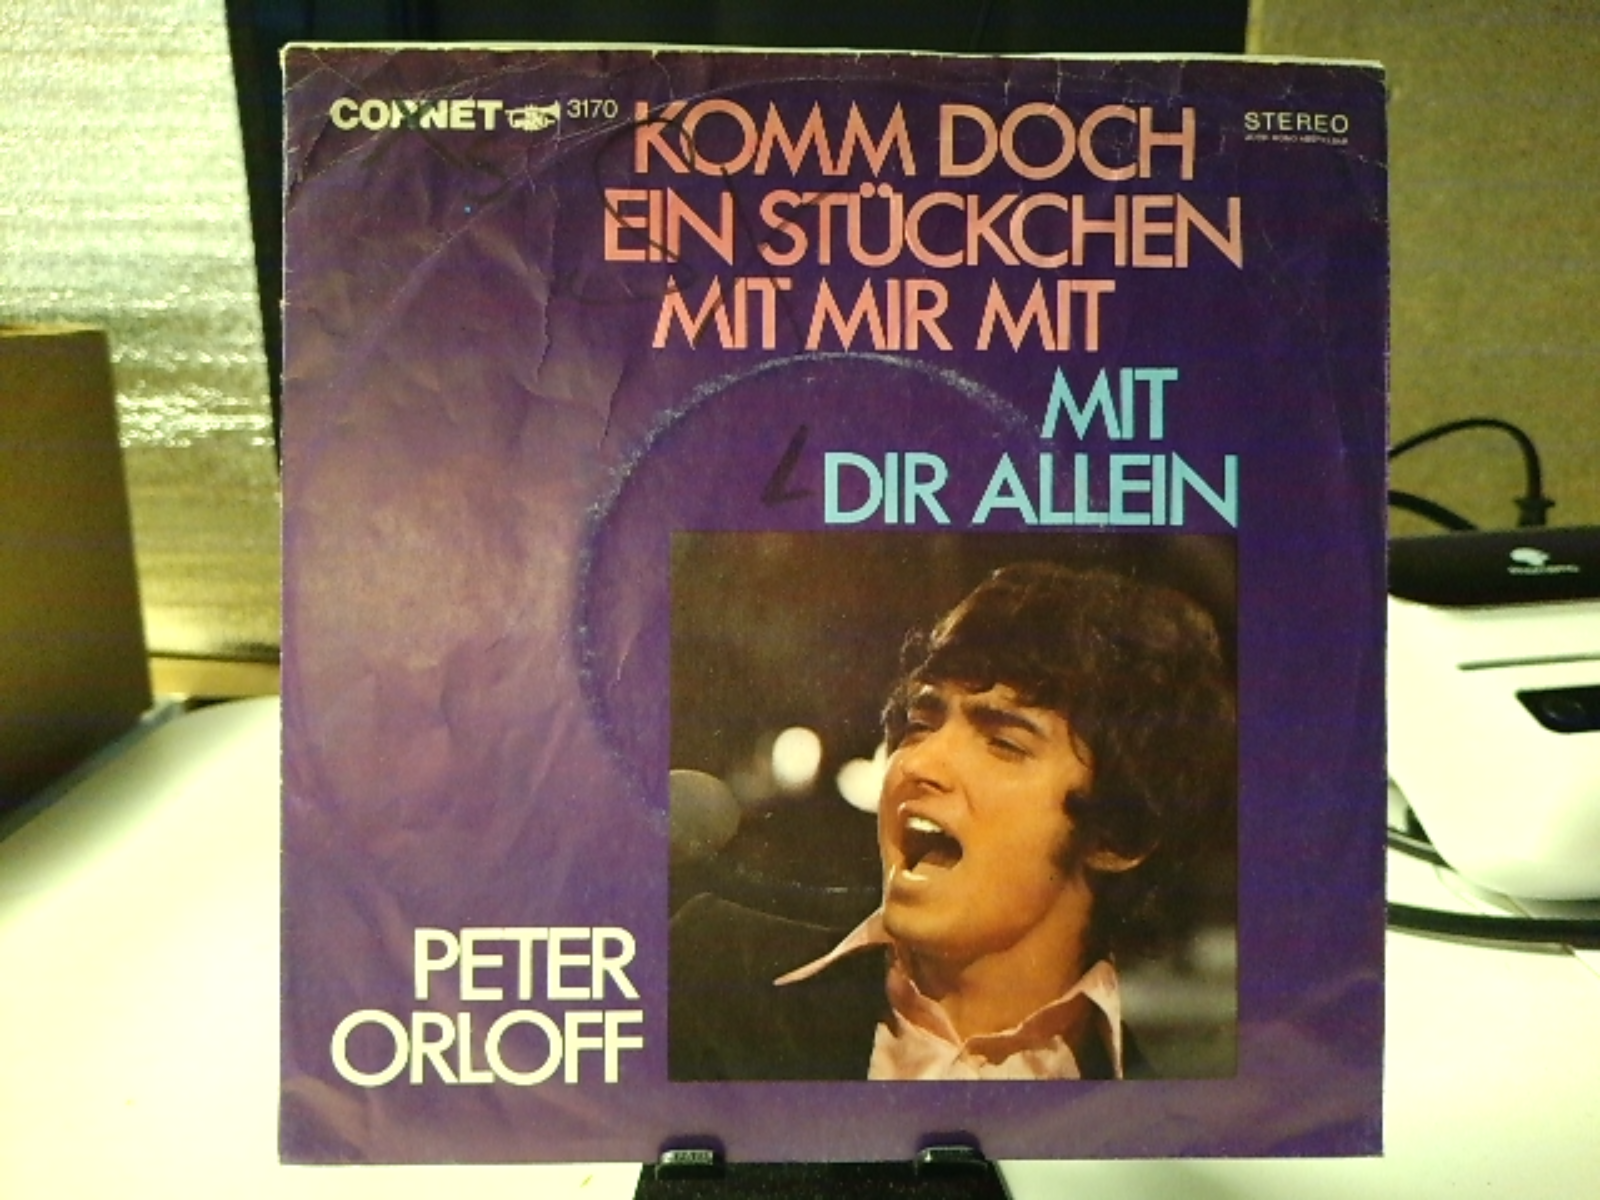 CORNET 3170
STEREO
KOMM DOCH
EIN STÜCKCHEN
MIT MIR MIT
MIT
DIR ALLEIN
PETER
ORLOFF